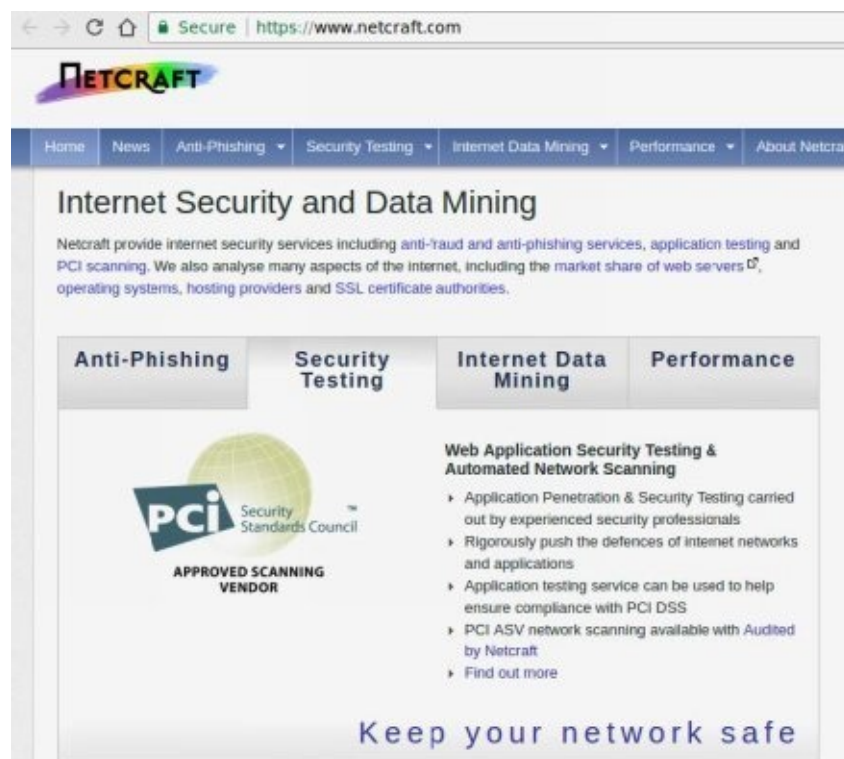 Secure | https://www.netcraft.com
NETCRAFT
Home News Anti-Phishing Security Testing Internet Data Mining Performance About Netcra
Internet Security and Data Mining
Netcraft provide internet security services including anti-fraud and anti-phishing services, application testing and
PCI scanning. We also analyse many aspects of the internet, including the market share of web servers,
operating systems, hosting providers and SSL certificate authorities.
Anti-Phishing
Security
Testing
Internet Data
Mining
Performance
PCI Security
Standards Council
™
APPROVED SCANNING
VENDOR
Web Application Security Testing &
Automated Network Scanning
Application Penetration & Security Testing carried
out by experienced security professionals
Rigorously push the defences of internet networks
and applications
Application testing service can be used to help
ensure compliance with PCI DSS
PCI ASV network scanning available with Audited
by Netcraft
Find out more
Keep your network safe